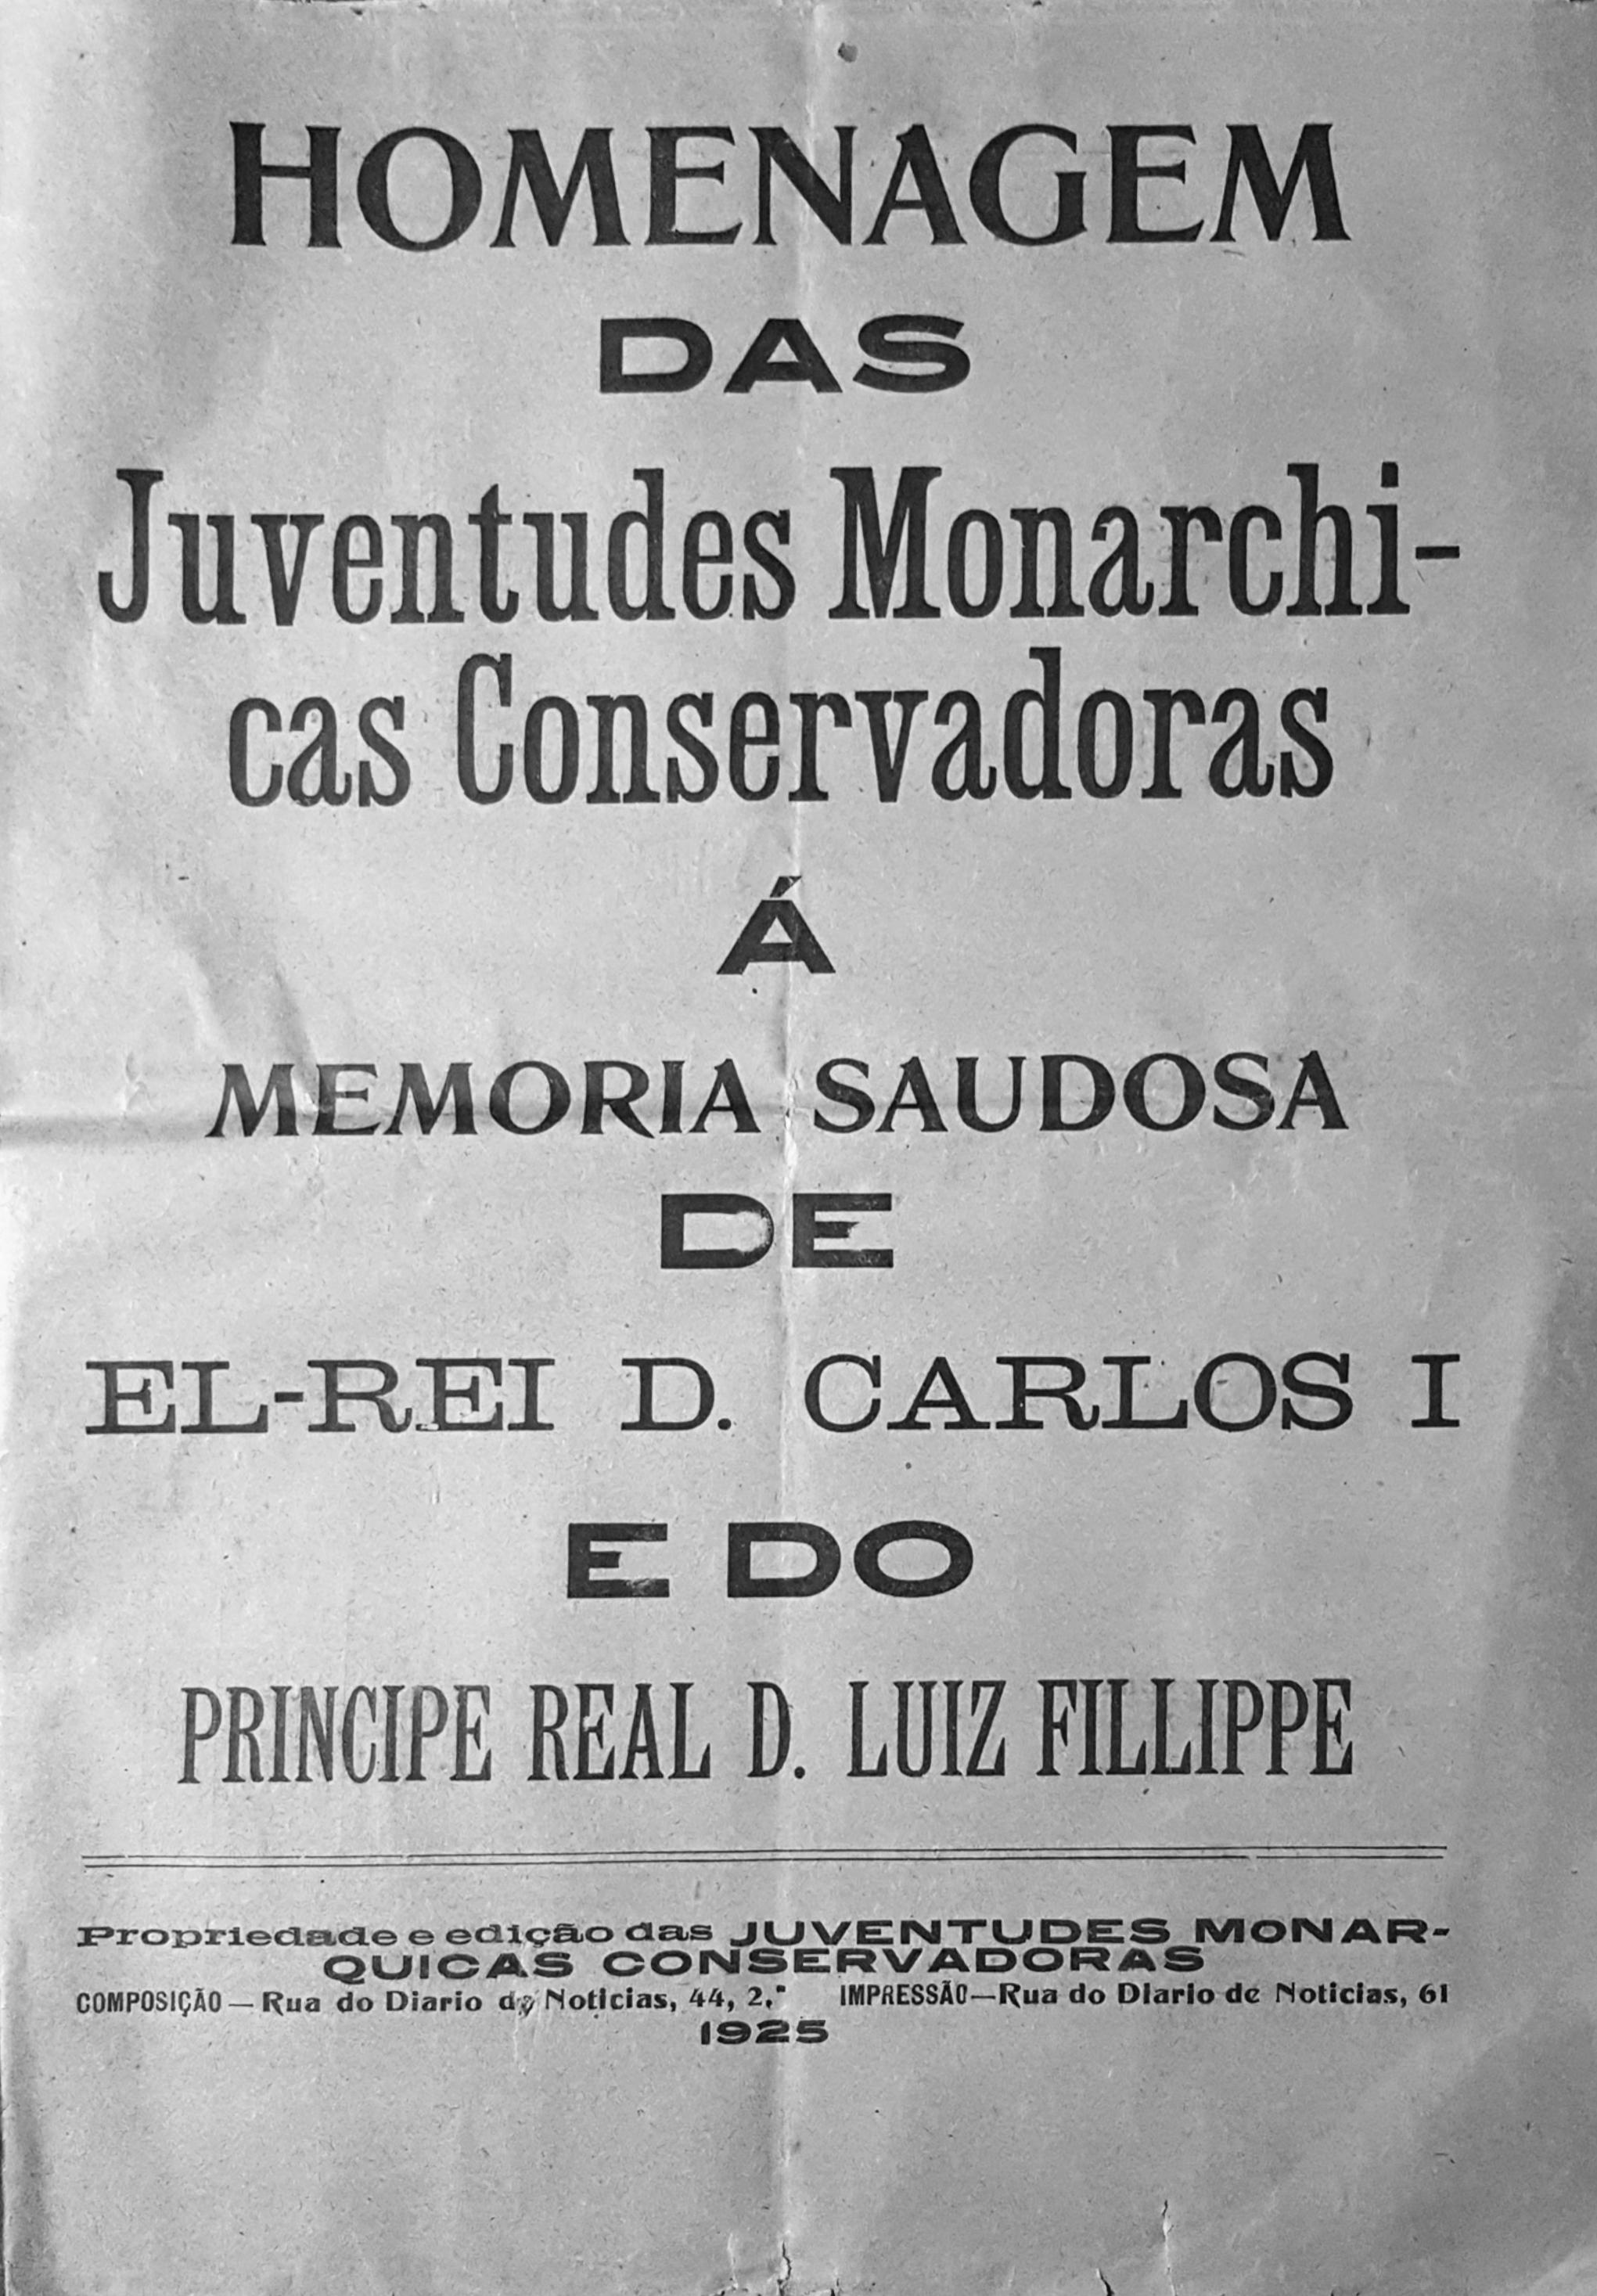 HOMENAGEM
DAS
Juventudes Monarchi-
cas Conservadoras
Á
MEMORIA SAUDOSA
DE
EL-REI D. CARLOS I
E DO
PRINCIPE REAL D. LUIZ FILLIPPE
Propriedade e edição das JUVENTUDES MONAR-
QUICAS CONSERVADORAS
COMPOSIÇÃO — Rua do Diario de Noticias, 44, 2.º IMPRESSÃO—Rua do Diario de Noticias, 61
1925